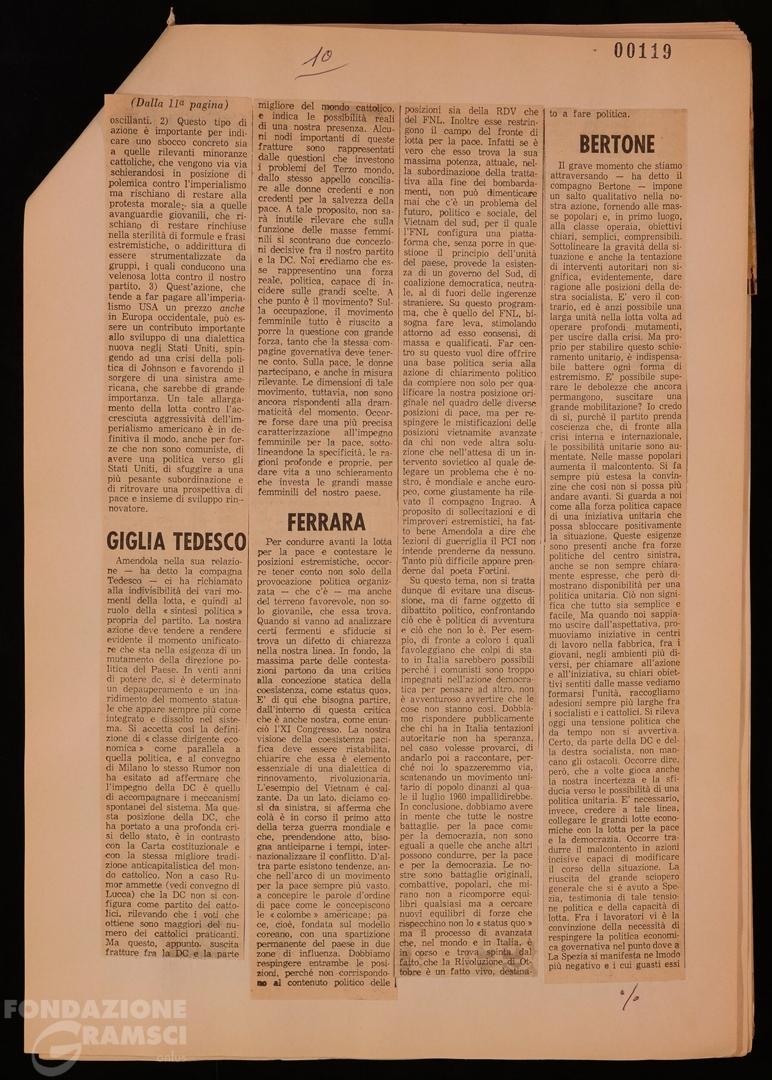 10
00119
(Dalla 11ª pagina)
oscillanti. 2) Questo tipo di
azione è importante per indi-
care uno sbocco concreto sia
a quelle rilevanti minoranze
cattoliche, che vengono via via
schierandosi in posizione di
polemica contro l'imperialismo
ma rischiano di restare alla
protesta morale; sia a quelle
avanguardie giovanili, che ri-
schiano di restare rinchiuse
nella sterilità di formule e frasi
estremistiche, o addirittura di
essere strumentalizzate da
gruppi, i quali conducono una
velenosa lotta contro il nostro
partito. 3) Quest'azione, che
tende a far pagare all'imperia-
lismo USA un prezzo anche
in Europa occidentale, può es-
sere un contributo importante
allo sviluppo di una dialettica
nuova negli Stati Uniti, spin-
gendo ad una crisi della poli-
tica di Johnson e favorendo il
sorgere di una sinistra ame-
ricana, che sarebbe di grande
importanza. Un tale allarga-
mento della lotta contro l'ac-
cresciuta aggressività dell'im-
perialismo americano è in de-
finitiva il modo, anche per for-
ze che non sono comuniste, di
avere una politica verso gli
Stati Uniti, di sfuggire a una
più pesante subordinazione e
di ritrovare una prospettiva di
pace e insieme di sviluppo rin-
novatore.
GIGLIA TEDESCO
Amendola nella sua relazio-
ne — ha detto la compagna
Tedesco — ci ha richiamato
alla indivisibilità dei vari mo-
menti della lotta, e quindi al
ruolo della « sintesi politica »
propria del partito. La nostra
azione deve tendere a rendere
evidente il momento unificato-
re che sta nella esigenza di un
mutamento della direzione po-
litica del Paese. In venti anni
di potere dc, si è determinato
un depauperamento e un ina-
ridimento del momento statua-
le che appare sempre più come
integrato e dissolto nel siste-
ma. Si accetta così la defini-
zione di « classe dirigente eco-
nomica » come parallela a
quella politica, e al convegno
di Milano lo stesso Rumor non
ha esitato ad affermare che
l'impegno della DC è quello
di accompagnare i meccanismi
spontanei del sistema. Ma que-
sta posizione della DC, che
ha portato a una profonda cri-
si dello stato, è in contrasto
con la Carta costituzionale e
con la stessa migliore tradi-
zione anticapitalistica del mon-
do cattolico. Non a caso Ru-
mor ammette (vedi convegno di
Lucca) che la DC non si con-
figura come partito dei catto-
lici, rilevando che i voti che
ottiene sono maggiori del nu-
mero dei cattolici praticanti.
Ma questo, appunto, suscita
fratture fra la DC e la parte
migliore del mondo cattolico,
e indica le possibilità reali
di una nostra presenza. Alcu-
ni nodi importanti di queste
fratture sono rappresentati
dalle questioni che investono
i problemi del Terzo mondo,
dallo stesso appello concilia-
re alle donne credenti e non
credenti per la salvezza della
pace. A tale proposito, non sa-
rà inutile rilevare che sulla
funzione delle masse femmi-
nili si scontrano due concezio-
ni decisive fra il nostro partito
e la DC. Noi crediamo che es-
se rappresentino una forza
reale, politica, capace di in-
cidere sulle grandi scelte. A
che punto è il movimento? Sul-
la occupazione, il movimento
femminile tutto è riuscito a
porre la questione con grande
forza, tanto che la stessa com-
pagine governativa deve tener-
ne conto. Sulla pace, le donne
partecipano, e anche in misura
rilevante. Le dimensioni di tale
movimento, tuttavia, non sono
ancora rispondenti alla dram-
maticità del momento. Occor-
re forse dare una più precisa
caratterizzazione all'impegno
femminile per la pace, sotto-
lineandone la specificità, le ra-
gioni profonde e proprie, per
dare vita a uno schieramento
che investa le grandi masse
femminili del nostro paese.
FERRARA
Per condurre avanti la lotta
per la pace e contestare le
posizioni estremistiche, occor-
re tener conto non solo della
provocazione politica organiz-
zata — che c'è — ma anche
del terreno favorevole, non so-
lo giovanile, che essa trova.
Quando si vanno ad analizzare
certi fermenti e sfiducie si
trova un difetto di chiarezza
nella nostra linea. In fondo, la
massima parte delle contesta-
zioni partono da una critica
alla concezione statica della
coesistenza, come «status quo».
E' di qui che bisogna partire,
dall'interno di questa critica
che è anche nostra, come enun-
ciò l'XI Congresso. La nostra
visione della coesistenza paci-
fica deve essere ristabilita,
chiarire che essa è elemento
essenziale di una dialettica di
rinnovamento, rivoluzionaria.
L'esempio del Vietnam è cal-
zante. Da un lato, diciamo co-
sì da sinistra, si afferma che
colà è in corso il primo atto
della terza guerra mondiale e
che, prendendone atto, biso-
gna anticiparne i tempi, inter-
nazionalizzare il conflitto. D'al-
tra parte esistono tendenze, an-
che nell'arco di un movimento
per la pace sempre più vasto,
a concepire le parole d'ordine
di pace come le concepiscono
le « colombe » americane; pa-
ce, cioè, fondata sul modello
coreano, con una spartizione
permanente del paese in due
zone di influenza. Dobbiamo
respingere entrambe le posi-
zioni, perché non corrispondo-
no al contenuto politico delle
posizioni sia della RDV che
del FNL. Inoltre esse restrin-
gono il campo del fronte di
lotta per la pace. Infatti se è
vero che esso trova la sua
massima potenza, attuale, nel-
la subordinazione della tratta-
tiva alla fine dei bombarda-
menti, non può dimenticare
mai che c'è un problema del
futuro, politico e sociale, del
Vietnam del sud, per il quale
l'FNL configura una piatta-
forma che, senza porre in que-
stione il principio dell'unità
del paese, provede la esisten-
za di un governo del Sud, di
coalizione democratica, neutra-
le, al di fuori delle ingerenze
straniere. Su questo program-
ma, che è quello del FNL, bi-
sogna fare leva, stimolando
attorno ad esso consensi, di
massa e qualificati. Far cen-
tro su questo vuol dire offrire
una base politica seria alla
azione di chiarimento politico
da compiere non solo per qua-
lificare la nostra posizione ori-
ginale nel quadro delle diverse
posizioni di pace, ma per re-
spingere le mistificazioni delle
posizioni vietnamite avanzate
da chi non vede altra solu-
zione che nell'attesa di un in-
tervento sovietico al quale de-
legare un problema che è no-
stro, è mondiale e anche euro-
peo, come giustamente ha rile-
vato il compagno Ingrao. A
proposito di sollecitazioni e di
rimproveri estremistici, ha fat-
to bene Amendola a dire che
lezioni di guerriglia il PCI non
intende prenderne da nessuno.
Tanto più difficile appare pren-
derne dal poeta Fortini.
Su questo tema, non si tratta
dunque di evitare una discus-
sione, ma di farne oggetto di
dibattito politico, confrontando
ciò che è politica di avventura
e ciò che non lo è. Per esem-
pio, di fronte a coloro i quali
favoleggiano che colpi di sta-
to in Italia sarebbero possibili
perché i comunisti sono troppo
impegnati nell'azione democra-
tica per pensare ad altro, non
è avventuroso avvertire che le
cose non stanno così. Dobbia-
mo rispondere pubblicamente
che chi ha in Italia tentazioni
autoritarie non ha speranza,
nel caso volesse provarci, di
andarlo poi a raccontare, per-
ché noi lo spazzeremmo via,
scatenando un movimento uni-
tario di popolo dinanzi al qua-
le il luglio 1960 impallidirebbe.
In conclusione, dobbiamo avere
in mente che tutte le nostre
battaglie, per la pace come
per la democrazia, non sono
eguali a quelle che anche altri
possono condurre, per la pace
e per la democrazia. Le no-
stre sono battaglie originali,
combattive, popolari, che mi-
rano non a ricomporre equi-
libri qualsiasi ma a cercare
nuovi equilibri di forze che
rispecchino non lo « status quo »
ma il processo di avanzata
che, nel mondo e in Italia, è
in corso e trova spinta dal
fatto che la Rivoluzione di Ot-
tobre è un fatto vivo, destina-
to a fare politica.
BERTONE
Il grave momento che stiamo
attraversando — ha detto il
compagno Bertone — impone
un salto qualitativo nella no-
stra azione, fornendo alle mas-
se popolari e, in primo luogo,
alla classe operaia, obiettivi
chiari, semplici, comprensibili.
Sottolineare la gravità della si-
tuazione e anche la tentazione
di interventi autoritari non si-
gnifica, evidentemente, dare
ragione alle posizioni della de-
stra socialista. E' vero il con-
trario, ed è anzi possibile una
larga unità nella lotta volta ad
operare profondi mutamenti,
per uscire dalla crisi. Ma pro-
prio per stabilire questo schie-
ramento unitario, è indispensa-
bile battere ogni forma di
estremismo. E' possibile supe-
rare le debolezze che ancora
permangono, suscitare una
grande mobilitazione? Io credo
di sì, purché il partito prenda
coscienza che, di fronte alla
crisi interna e internazionale,
le possibilità unitarie sono au-
mentate. Nelle masse popolari
aumenta il malcontento. Si fa
sempre più estesa la convin-
zine che così non si possa più
andare avanti. Si guarda a noi
come alla forza politica capace
di una iniziativa unitaria che
possa sbloccare positivamente
la situazione. Queste esigenze
sono presenti anche fra forze
politiche del centro sinistra,
anche se non sempre chiara-
mente espresse, che però di-
mostrano disponibilità per una
politica unitaria. Ciò non signi-
fica che tutto sia semplice e
facile, Ma quando noi sappia-
mo uscire dall'aspettativa, pro-
muoviamo iniziative in centri
di lavoro nella fabbrica, fra i
giovani, negli ambienti più di-
versi, per chiamare all'azione
e all'iniziativa, su chiari obiet-
tivi sentiti dalle masse vediamo
formarsi l'unità, raccogliamo
adesioni sempre più larghe fra
i socialisti e i cattolici. Si rileva
oggi una tensione politica che
da tempo non si avvertiva.
Certo, da parte della DC e del-
la destra socialista, non man-
cano gli ostacoli. Occorre dire,
però, che a volte gioca anche
la nostra incertezza e la sfi-
ducia verso le possibilità di una
politica unitaria. E' necessario,
invece, credere a tale linea,
collegare le grandi lotte econo-
miche con la lotta per la pace
e la democrazia. Occorre tra-
durre il malcontento in azioni
incisive capaci di modificare
il corso della situazione. La
riuscita del grande sciopero
generale che si è avuto a Spe-
zia, testimonia di tale tensio-
ne politica e della capacità di
lotta. Fra i lavoratori vi è la
convinzione della necessità di
respingere la politica economi-
ca governativa nel punto dove a
La Spezia si manifesta ne lmodo
più negativo e i cui guasti essi
%
FONDAZIONE
GRAMSCI
onlus